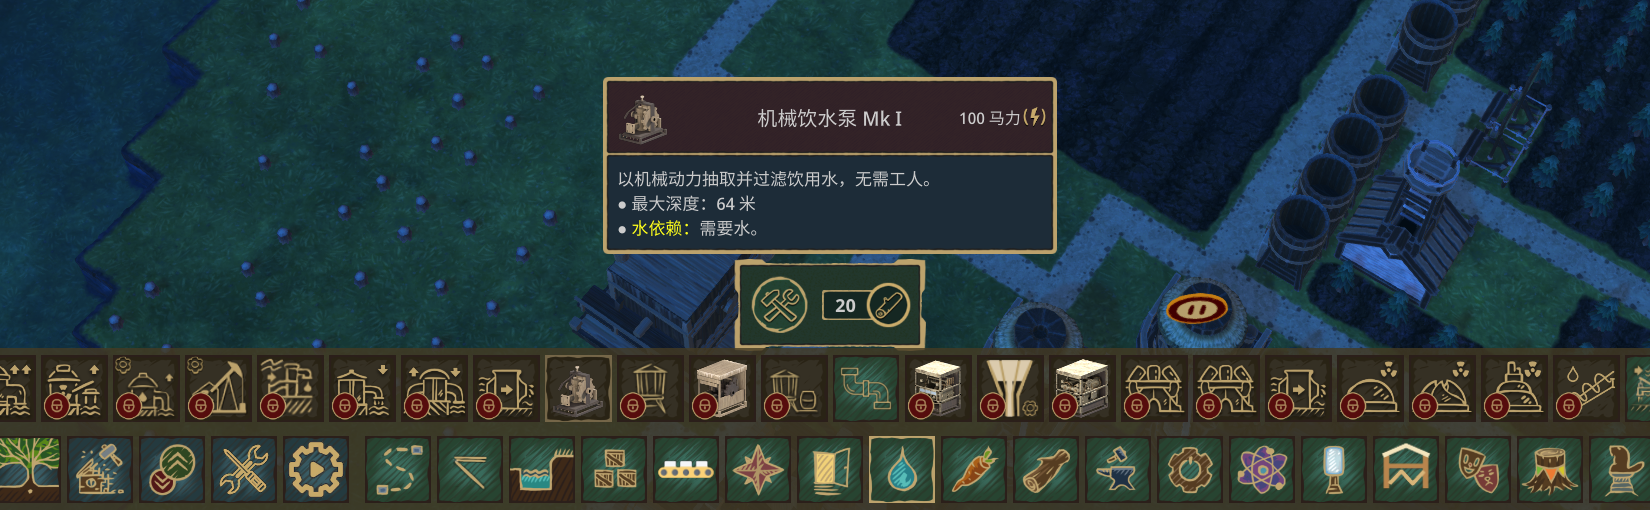 机械饮水泵 Mk I
100 马力
以机械动力抽取并过滤饮用水，无需工人。
● 最大深度：64 米
● 水依赖：需要水。
20